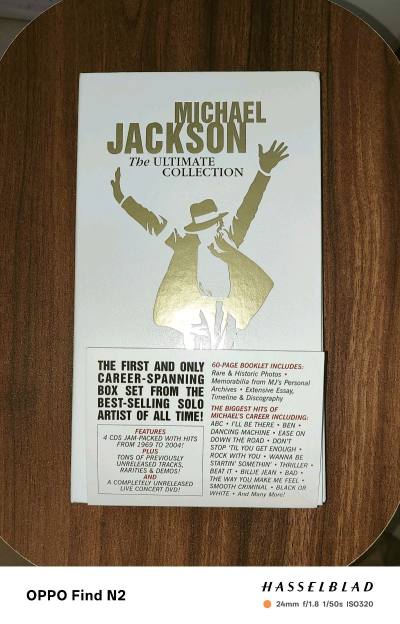 MICHAEL
JACKSON
The ULTIMATE
COLLECTION
THE FIRST AND ONLY
CAREER-SPANNING
BOX SET FROM THE
BEST-SELLING SOLO
ARTIST OF ALL TIME!
FEATURES
4 CDS JAM-PACKED WITH HITS
FROM 1969 TO 2004!
PLUS
TONS OF PREVIOUSLY
UNRELEASED TRACKS,
RARITIES & DEMOS!
AND
A COMPLETELY UNRELEASED
LIVE CONCERT DVD!
60-PAGE BOOKLET INCLUDES:
Rare & Historic Photos •
Memorabilia from MJ's Personal
Archives • Extensive Essay,
Timeline & Discography
THE BIGGEST HITS OF
MICHAEL'S CAREER INCLUDING:
ABC • I'LL BE THERE • BEN •
DANCING MACHINE • EASE ON
DOWN THE ROAD • DON'T
STOP 'TIL YOU GET ENOUGH •
ROCK WITH YOU • WANNA BE
STARTIN' SOMETHIN' • THRILLER •
BEAT IT • BILLIE JEAN • BAD •
THE WAY YOU MAKE ME FEEL •
SMOOTH CRIMINAL • BLACK OR
WHITE • And Many More!
OPPO Find N2
HASSELBLAD
24mm f/1.8 1/50s ISO320